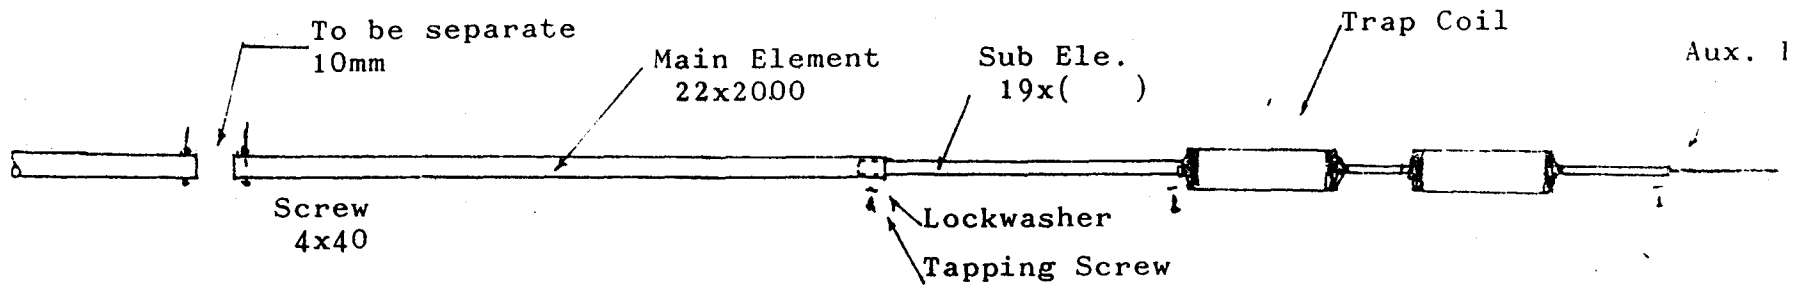 To be separate
10mm
Main Element
22x2000
Sub Ele.
19x( )
Trap Coil
Aux.
Screw
4x40
Lockwasher
Tapping Screw